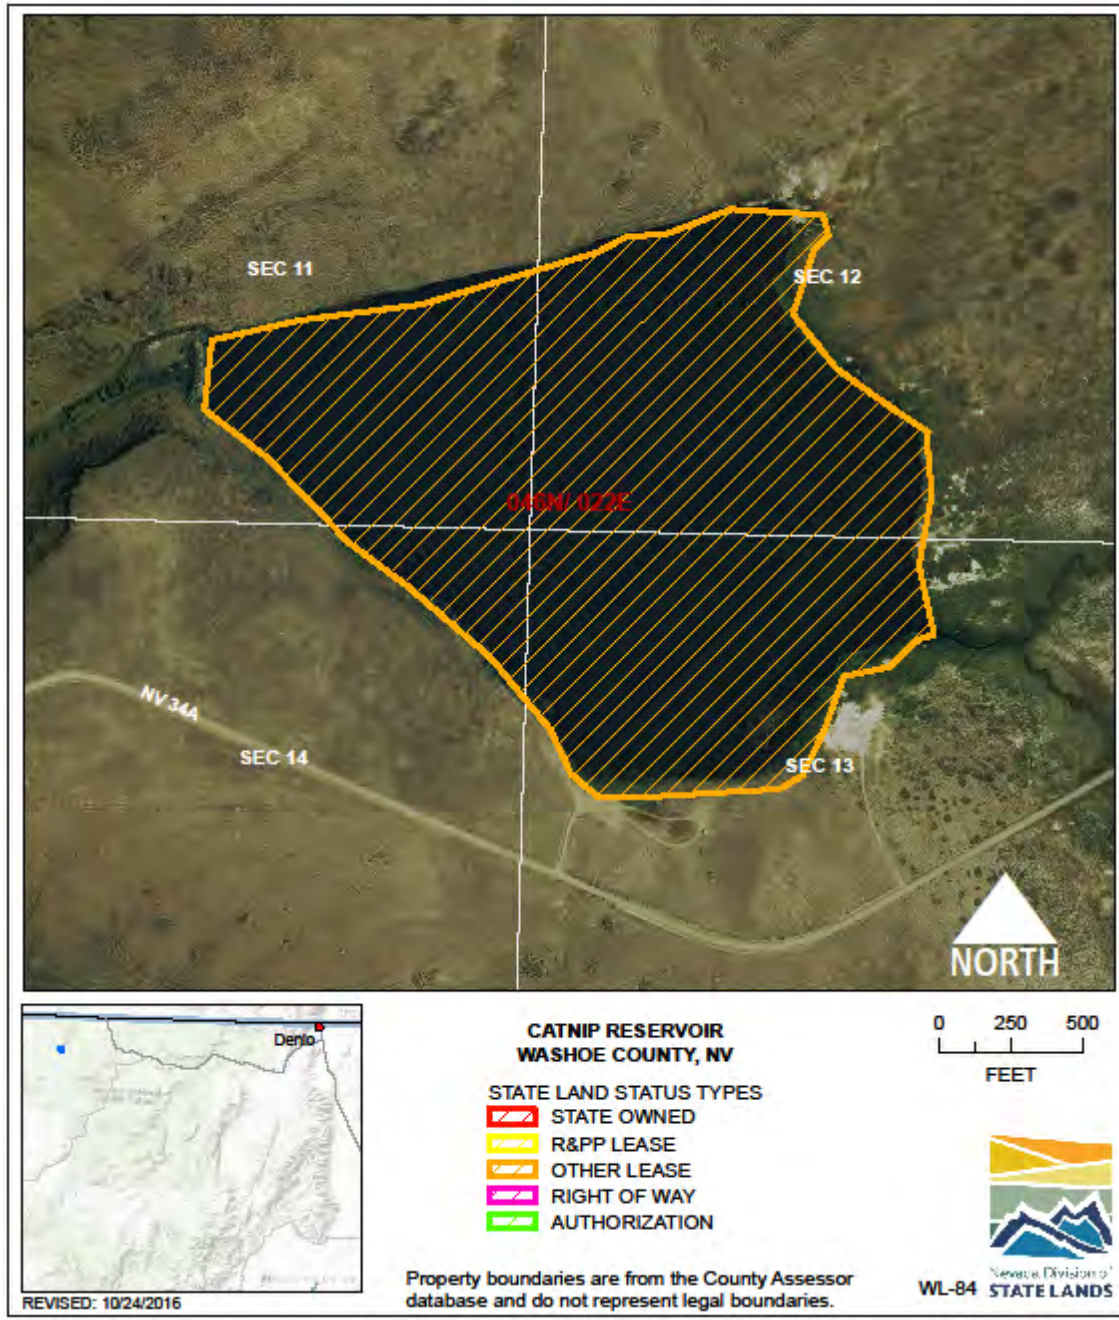 SEC 11
SEC 12
046N/ 022E
NV 34A
SEC 14
SEC 13
NORTH
Denio
REVISED: 10/24/2016
CATNIP RESERVOIR
WASHOE COUNTY, NV
STATE LAND STATUS TYPES
STATE OWNED
R&PP LEASE
OTHER LEASE
RIGHT OF WAY
AUTHORIZATION
Property boundaries are from the County Assessor
database and do not represent legal boundaries.
0 250 500
FEET
WL-84
Nevada Division of
STATE LANDS